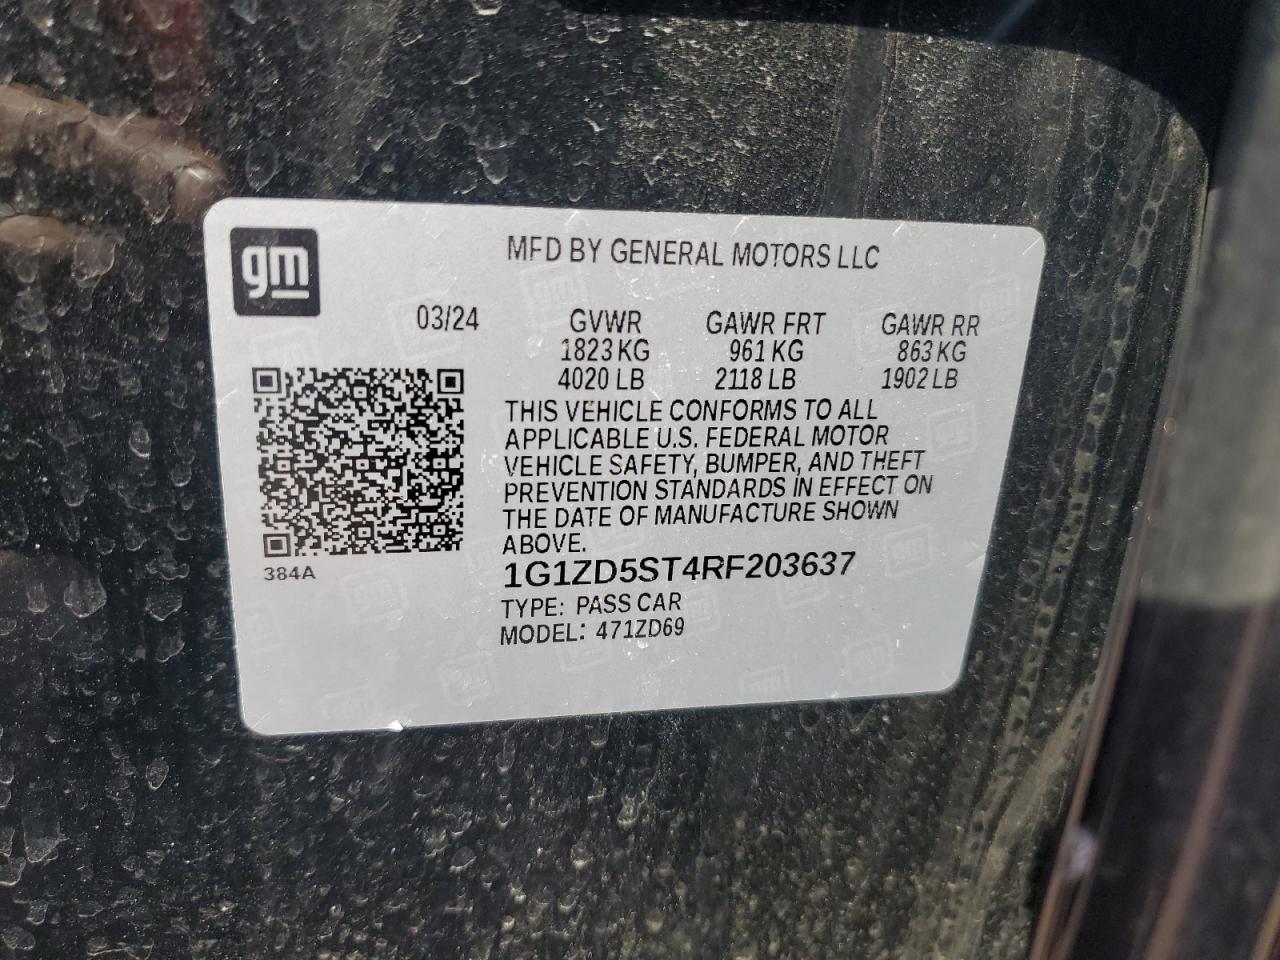 gm
MFD BY GENERAL MOTORS LLC
03/24 GVWR GAWR FRT GAWR RR
1823 KG 961 KG 863 KG
4020 LB 2118 LB 1902 LB
THIS VEHICLE CONFORMS TO ALL
APPLICABLE U.S. FEDERAL MOTOR
VEHICLE SAFETY, BUMPER, AND THEFT
PREVENTION STANDARDS IN EFFECT ON
THE DATE OF MANUFACTURE SHOWN
ABOVE.
384A
1G1ZD5ST4RF203637
TYPE: PASS CAR
MODEL: 471ZD69